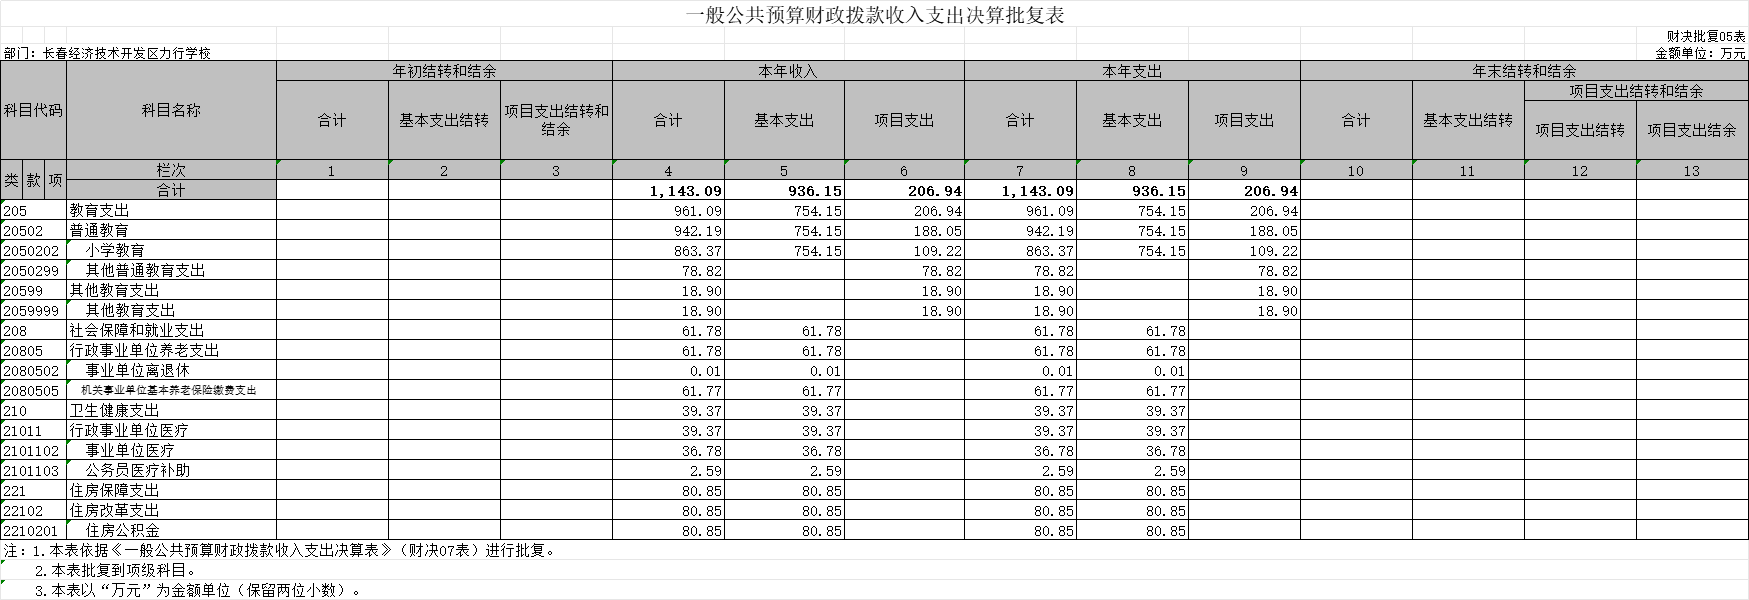 一般公共预算财政拨款收入支出决算批复表
财决批复05表
部门：长春经济技术开发区力行学校 金额单位：万元
科目代码 科目名称 年初结转和结余 本年收入 本年支出 年末结转和结余
合计 基本支出结转 项目支出结转和结余 合计 基本支出 项目支出 合计 基本支出 项目支出 合计 基本支出结转 项目支出结转和结余
项目支出结转 项目支出结余
类 款 项 栏次 1 2 3 4 5 6 7 8 9 10 11 12 13
合计 1,143.09 936.15 206.94 1,143.09 936.15 206.94
205 教育支出 961.09 754.15 206.94 961.09 754.15 206.94
20502 普通教育 942.19 754.15 188.05 942.19 754.15 188.05
2050202 小学教育 863.37 754.15 109.22 863.37 754.15 109.22
2050299 其他普通教育支出 78.82 78.82 78.82 78.82
20599 其他教育支出 18.90 18.90 18.90 18.90
2059999 其他教育支出 18.90 18.90 18.90 18.90
208 社会保障和就业支出 61.78 61.78 61.78 61.78
20805 行政事业单位养老支出 61.78 61.78 61.78 61.78
2080502 事业单位离退休 0.01 0.01 0.01 0.01
2080505 机关事业单位基本养老保险缴费支出 61.77 61.77 61.77 61.77
210 卫生健康支出 39.37 39.37 39.37 39.37
21011 行政事业单位医疗 39.37 39.37 39.37 39.37
2101102 事业单位医疗 36.78 36.78 36.78 36.78
2101103 公务员医疗补助 2.59 2.59 2.59 2.59
221 住房保障支出 80.85 80.85 80.85 80.85
22102 住房改革支出 80.85 80.85 80.85 80.85
2210201 住房公积金 80.85 80.85 80.85 80.85
注：1.本表依据《一般公共预算财政拨款收入支出决算表》（财决07表）进行批复。
2.本表批复到项级科目。
3.本表以“万元”为金额单位（保留两位小数）。